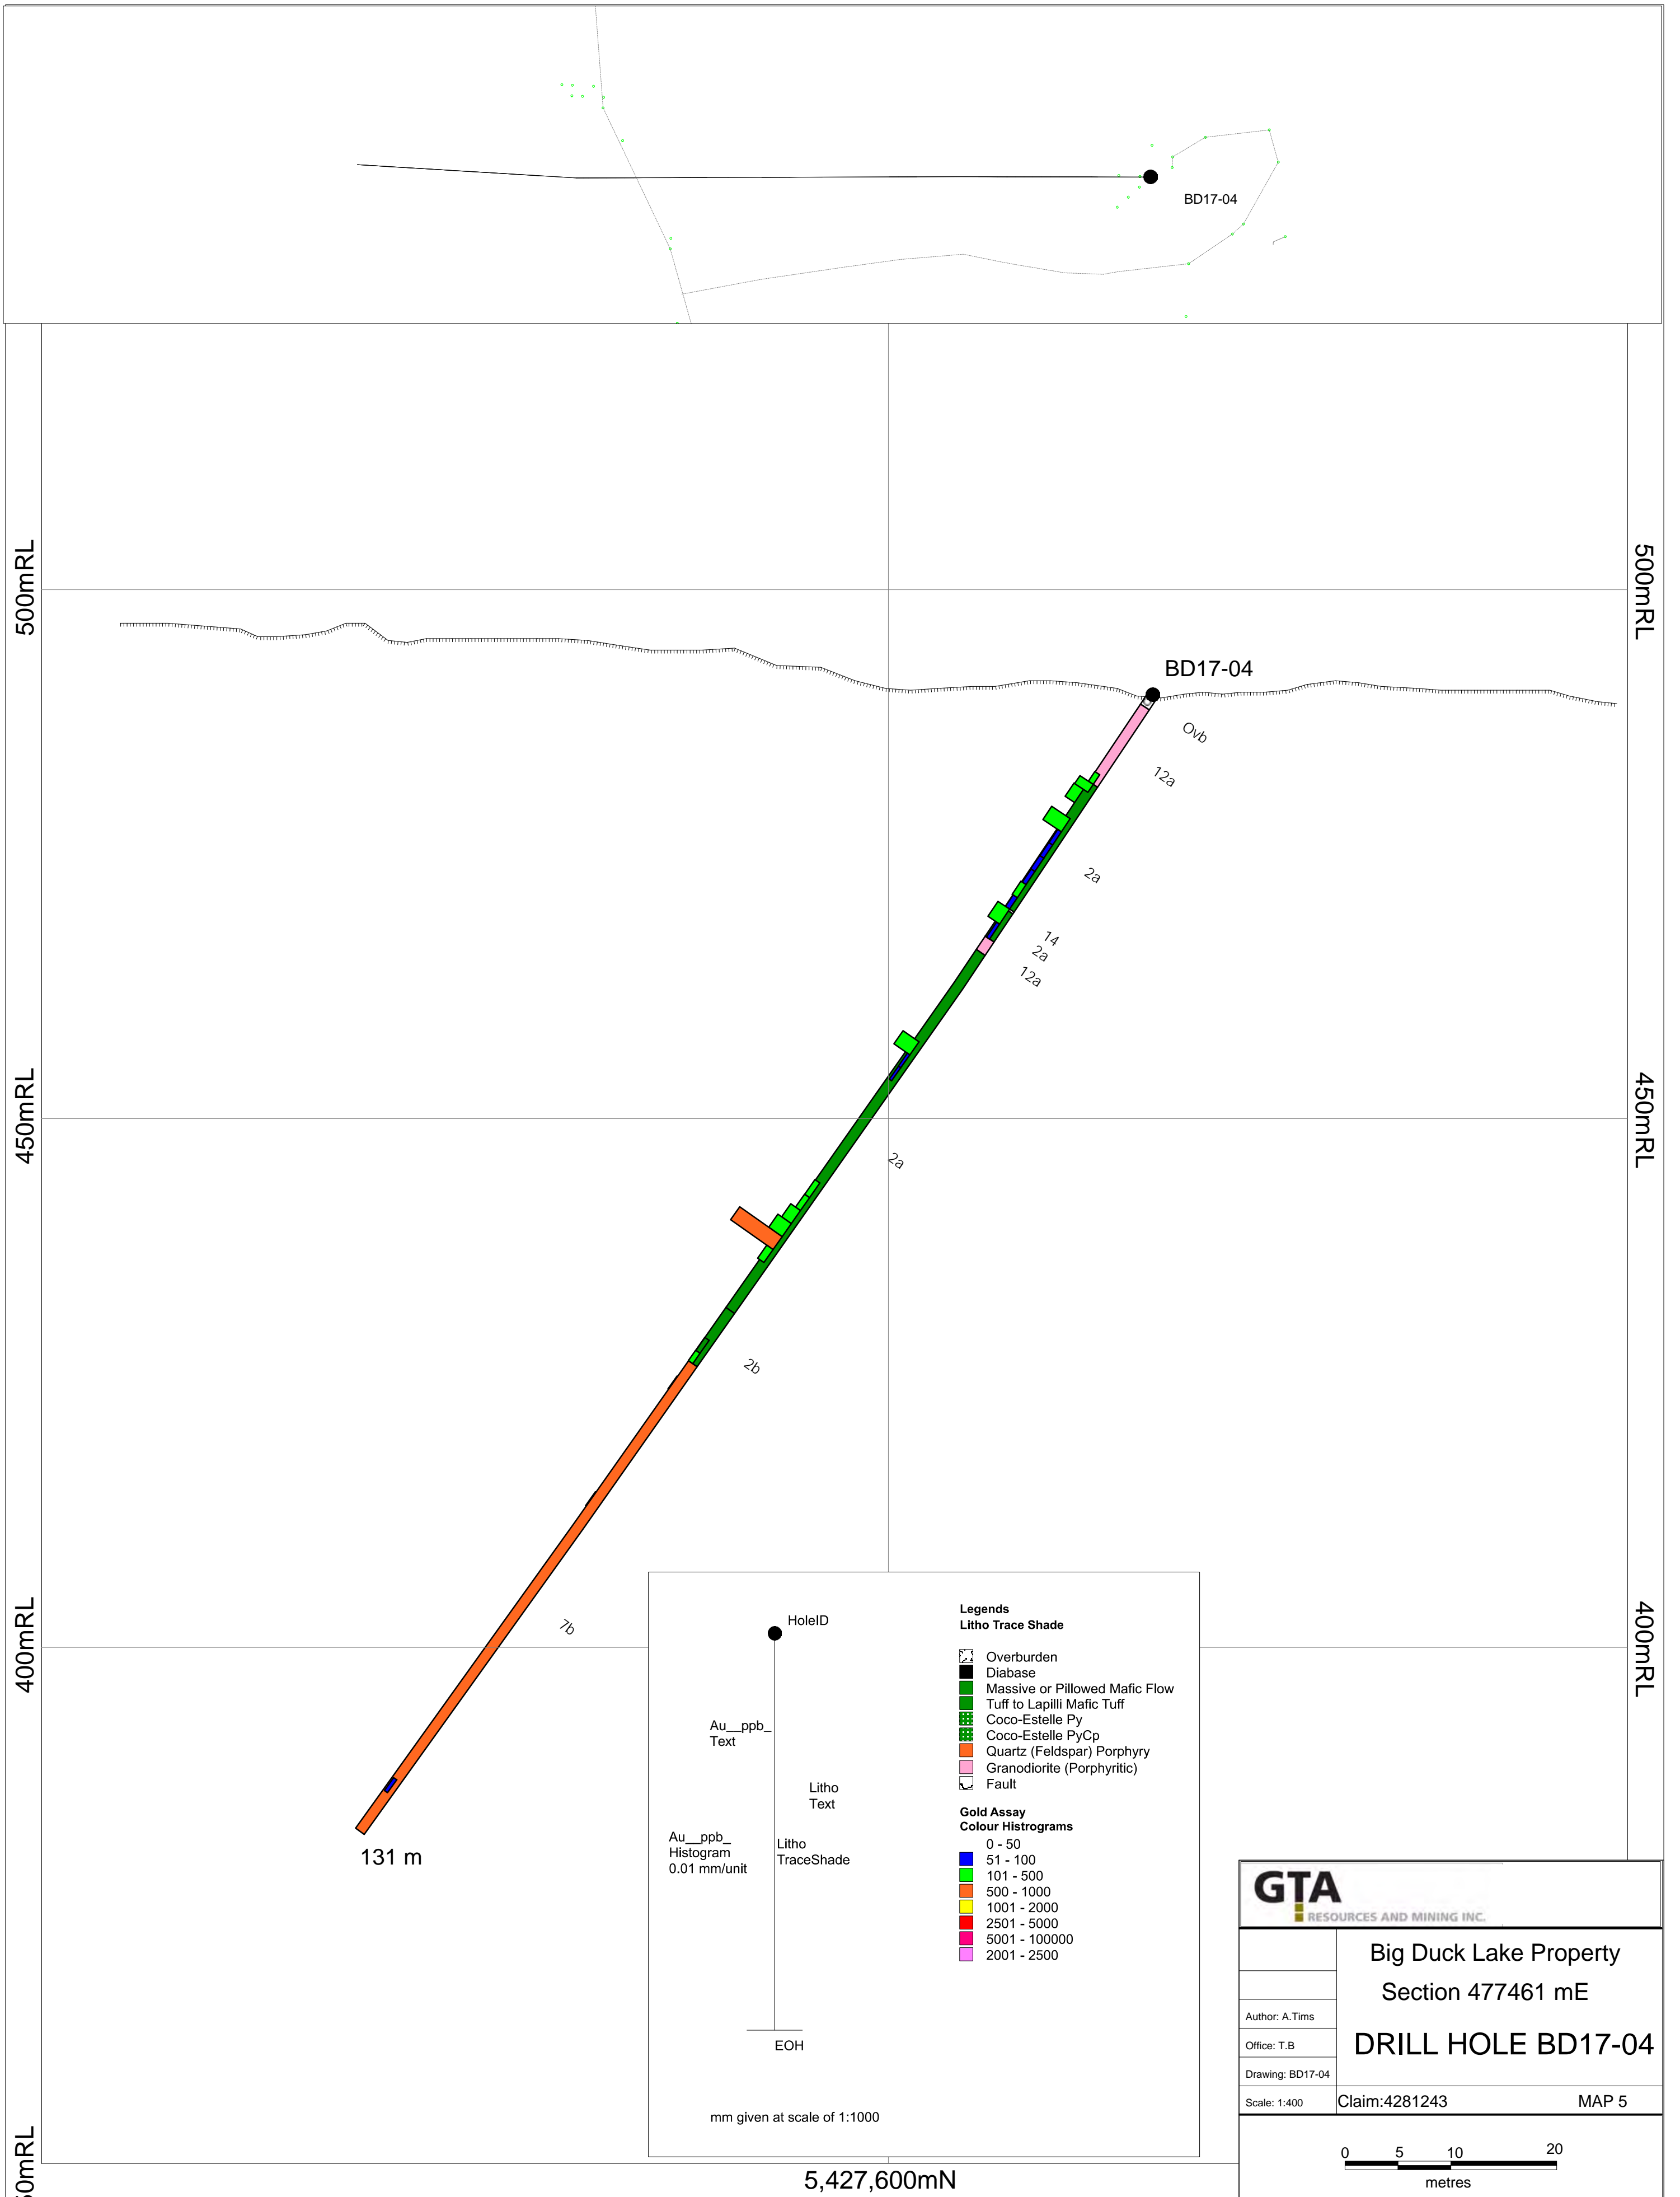 BD17-04
500mRL
500mRL
BD17-04
Ovb
12a
2a
14
2a
12a
450mRL
450mRL
2a
2b
7b
400mRL
400mRL
131 m
HoleID
Au__ppb_
Text
Litho
Text
Au__ppb_
Histogram
0.01 mm/unit
Litho
TraceShade
EOH
mm given at scale of 1:1000
Legends
Litho Trace Shade
Overburden
Diabase
Massive or Pillowed Mafic Flow
Tuff to Lapilli Mafic Tuff
Coco-Estelle Py
Coco-Estelle PyCp
Quartz (Feldspar) Porphyry
Granodiorite (Porphyritic)
Fault
Gold Assay
Colour Histrograms
0 - 50
51 - 100
101 - 500
500 - 1000
1001 - 2000
2501 - 5000
5001 - 100000
2001 - 2500
GTA
RESOURCES AND MINING INC.
Big Duck Lake Property
Section 477461 mE
DRILL HOLE BD17-04
Author: A.Tims
Office: T.B
Drawing: BD17-04
Scale: 1:400
Claim:4281243
MAP 5
0 5 10 20
metres
5,427,600mN